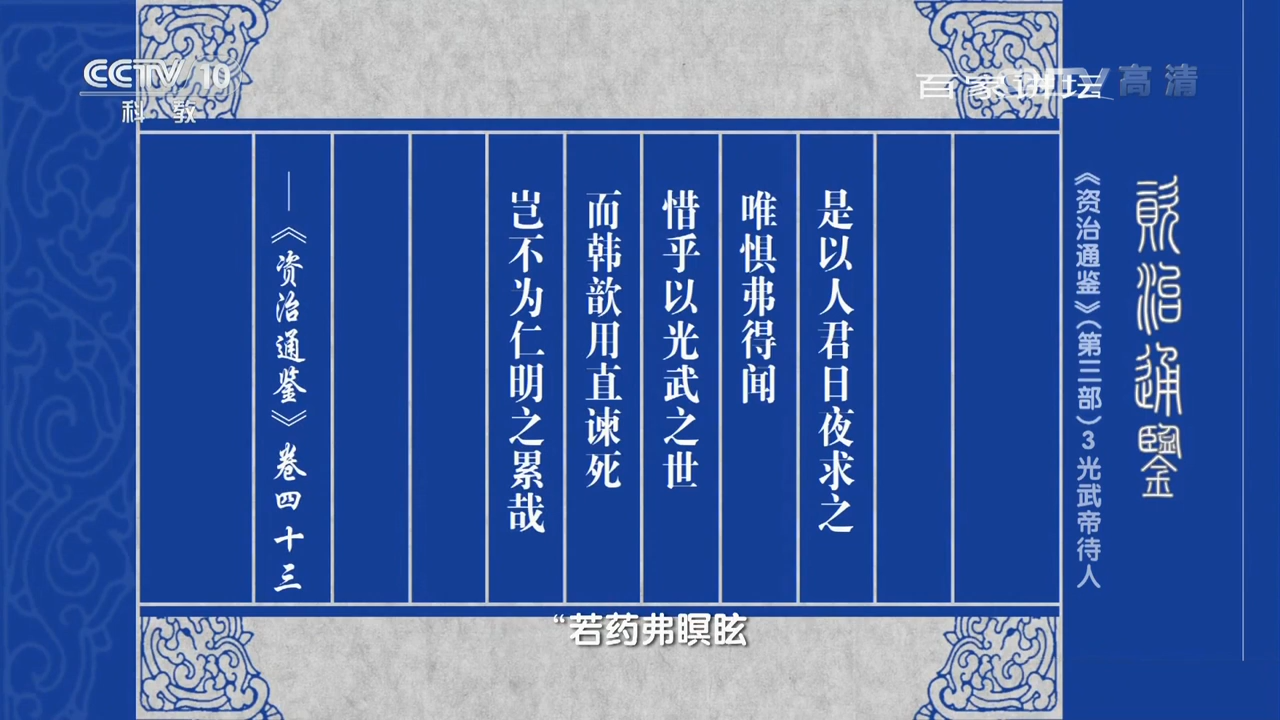 CCTV 10
科 教
百家讲坛
高清
资治通鉴
《资治通鉴》（第三部）3 光武帝待人
是以人君日夜求之
唯惧弗得闻
惜乎以光武之世
而韩歆用直谏死
岂不为仁明之累哉
——《资治通鉴》卷四十三
“若药弗瞑眩